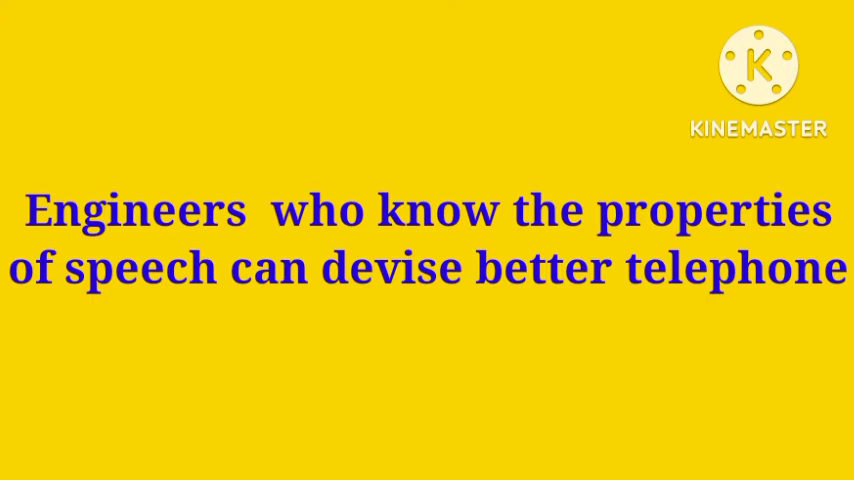 K
KINEMASTER
Engineers  who know the properties
of speech can devise better telephone